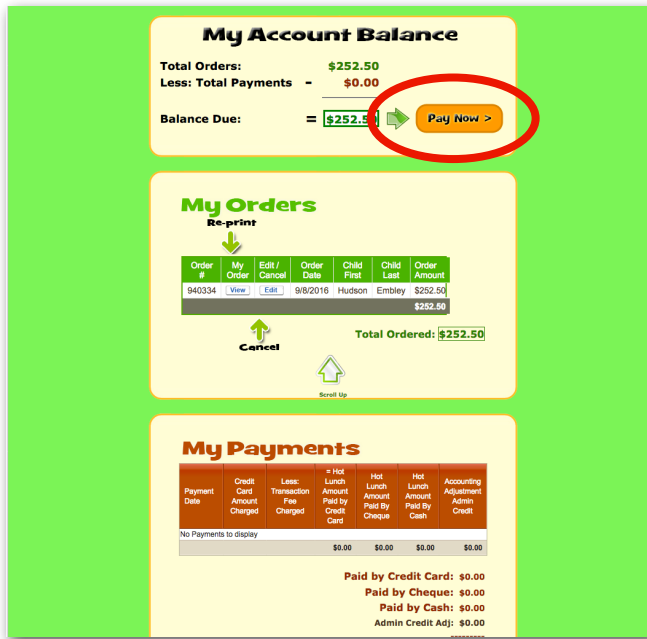 My Account Balance
Total Orders: $252.50
Less: Total Payments - $0.00
Balance Due: = $252.50 Pay Now >
My Orders
Re-print
Order # My Order Edit / Cancel Order Date Child First Child Last Order Amount
940334 View Edit 9/8/2016 Hudson Embley $252.50
$252.50
Cancel
Total Ordered: $252.50
Scroll Up
My Payments
Payment Date Credit Card Amount Charged Less: Transaction Fee Charged = Hot Lunch Amount Paid by Credit Card Hot Lunch Amount Paid By Cheque Hot Lunch Amount Paid By Cash Accounting Adjustment Admin Credit
No Payments to display
$0.00 $0.00 $0.00 $0.00
Paid by Credit Card: $0.00
Paid by Cheque: $0.00
Paid by Cash: $0.00
Admin Credit Adj: $0.00